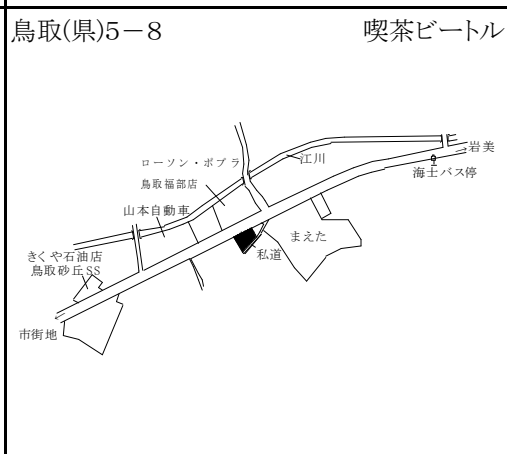 鳥取(県)5－8 喫茶ビートル
ローソン・ポプラ
鳥取福部店
江川
岩美
海士バス停
山本自動車
まえた
私道
きくや石油店
鳥取砂丘SS
市街地